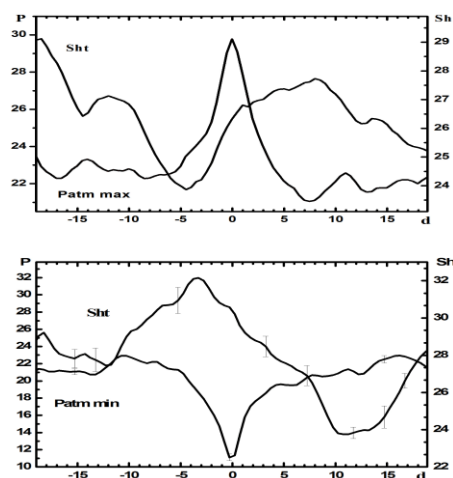 P Sh
30 29
28 28
26 27
26
24 25
22 24
Sht
Patm max
-15 -10 -5 0 5 10 15 d
P Sh
32 32
30
28 30
26
24 28
22
20
18 26
16
14 24
12
10 22
Sht
Patm min
-15 -10 -5 0 5 10 15 d